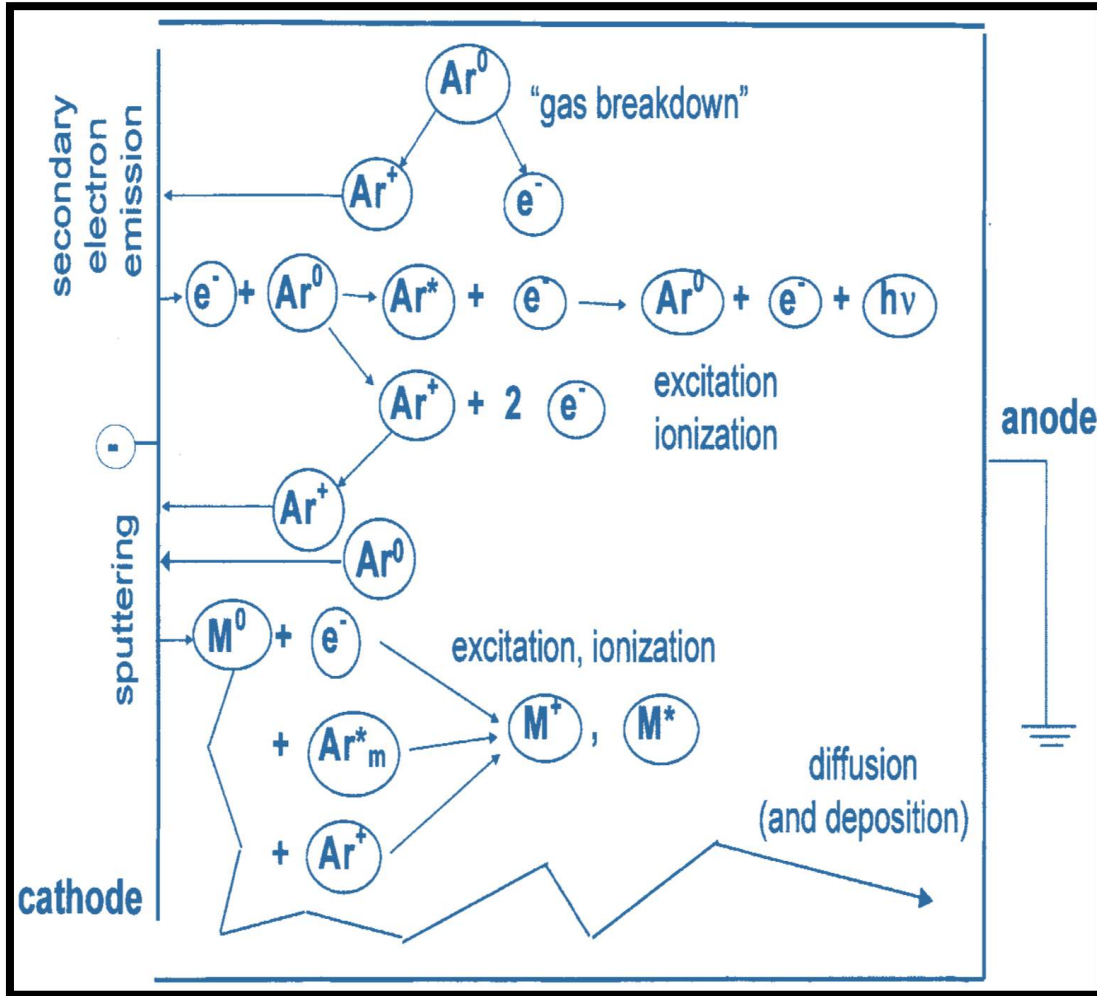 Ar⁰
“gas breakdown”
secondary
electron
emission
Ar⁺
e⁻
e⁻ + Ar⁰ Ar* + e⁻ Ar⁰ + e⁻ + hν
Ar⁺ + 2 e⁻
excitation
ionization
anode
-
Ar⁺
Ar⁰
sputtering
M⁰ + e⁻
excitation, ionization
M⁺ , M*
+ Ar*m
diffusion
(and deposition)
+ Ar⁺
cathode